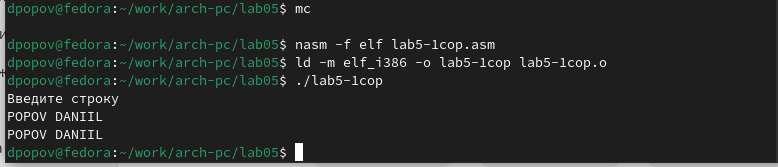 dpopov@fedora:~/work/arch-pc/lab05$ mc
dpopov@fedora:~/work/arch-pc/lab05$ nasm -f elf lab5-1cop.asm
dpopov@fedora:~/work/arch-pc/lab05$ ld -m elf_i386 -o lab5-1cop lab5-1cop.o
dpopov@fedora:~/work/arch-pc/lab05$ ./lab5-1cop
Введите строку
POPOV DANIIL
POPOV DANIIL
dpopov@fedora:~/work/arch-pc/lab05$